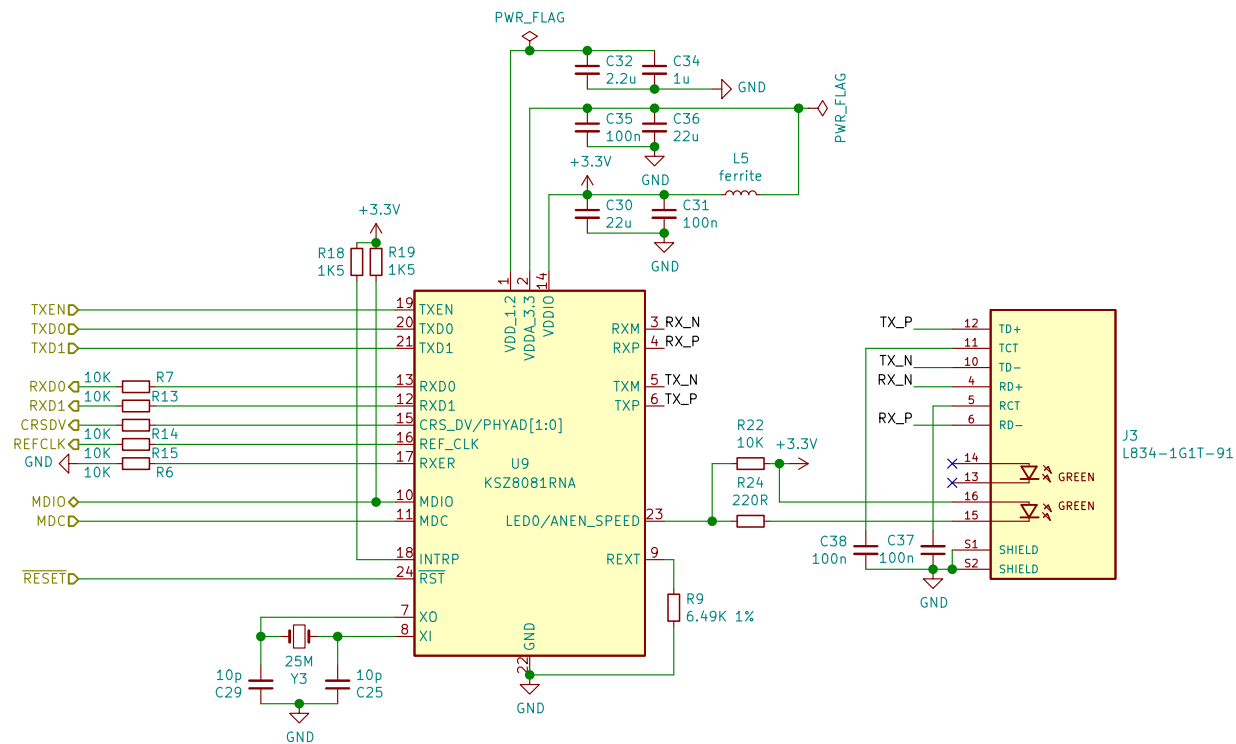 PWR_FLAG
C32
2.2u
C34
1u
GND
PWR_FLAG
C35
100n
C36
22u
GND
+3.3V
L5
ferrite
C30
22u
C31
100n
GND
+3.3V
R18
1K5
R19
1K5
TXEN
TXD0
TXD1
RXD0
10K
R7
RXD1
10K
R13
CRSDV
REFCLK
10K
R14
GND
10K
R15
10K
R6
MDIO
MDC
RESET
1
2
14
VDD_1.2
VDDA_3.3
VDDIO
19
TXEN
20
TXD0
21
TXD1
13
RXD0
12
RXD1
15
CRS_DV/PHYAD[1:0]
16
REF_CLK
17
RXER
U9
KSZ8081RNA
10
MDIO
11
MDC
18
INTRP
24
RST
7
XO
8
XI
RXM
3
RX_N
RXP
4
RX_P
TXM
5
TX_N
TXP
6
TX_P
LED0/ANEN_SPEED
23
REXT
9
GND
22
GND
R9
6.49K 1%
25M
Y3
10p
C29
10p
C25
GND
R22
10K
+3.3V
R24
220R
TX_P
12
TD+
11
TCT
TX_N
10
TD-
RX_N
4
RD+
5
RCT
RX_P
6
RD-
14
13
GREEN
16
15
GREEN
S1
SHIELD
S2
SHIELD
J3
L834-1G1T-91
C38
100n
C37
100n
GND